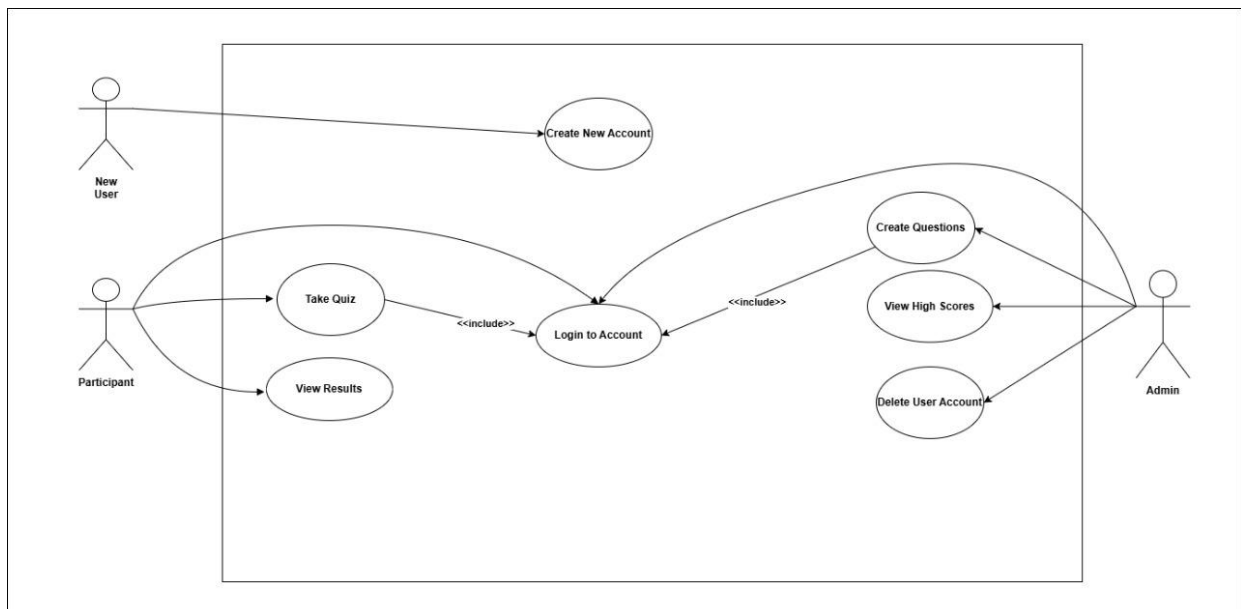 Create New Account
New
User
Create Questions
Take Quiz
<<include>>
<<include>>
View High Scores
Login to Account
Participant
View Results
Delete User Account
Admin